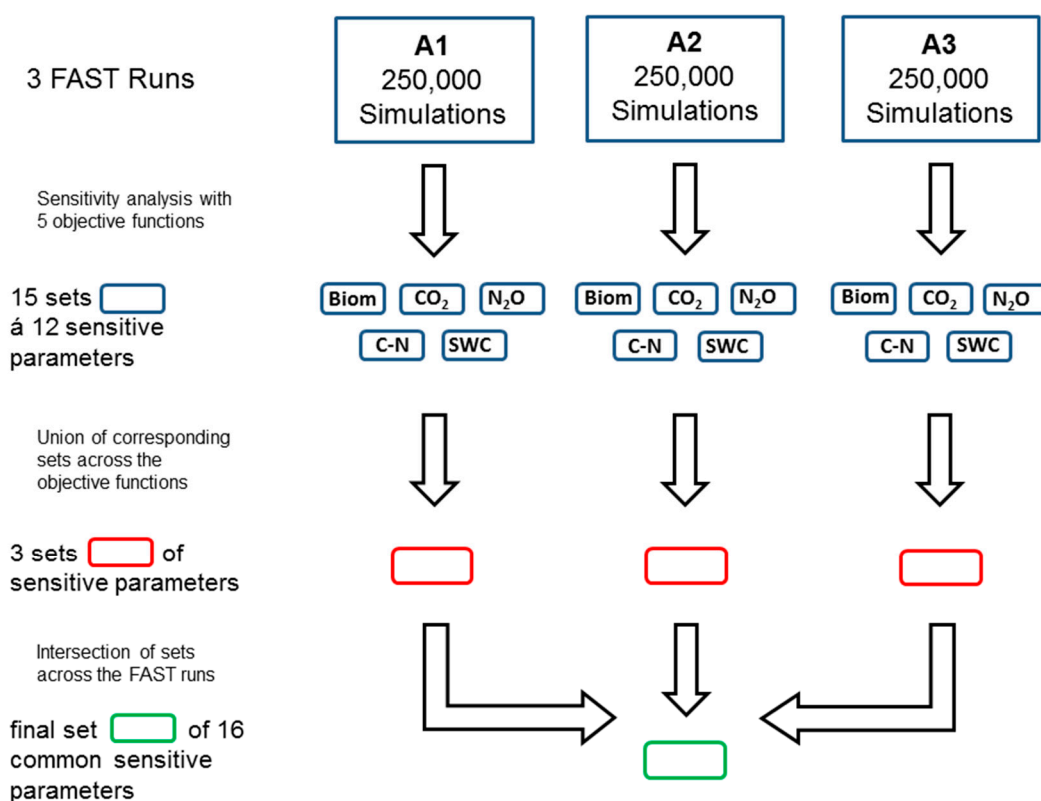 3 FAST Runs
A1
250,000
Simulations
A2
250,000
Simulations
A3
250,000
Simulations
Sensitivity analysis with
5 objective functions
15 sets
á 12 sensitive
parameters
Biom CO₂ N₂O
C-N SWC
Biom CO₂ N₂O
C-N SWC
Biom CO₂ N₂O
C-N SWC
Union of corresponding
sets across the
objective functions
3 sets of
sensitive parameters
Intersection of sets
across the FAST runs
final set of 16
common sensitive
parameters